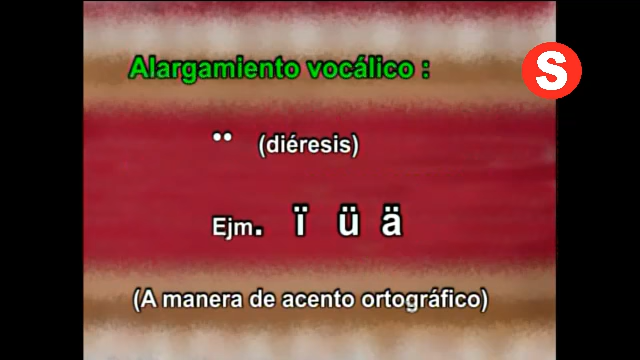 Alargamiento vocálico :
S
¨ (diéresis)
Ejm. ï ü ä
(A manera de acento ortográfico)